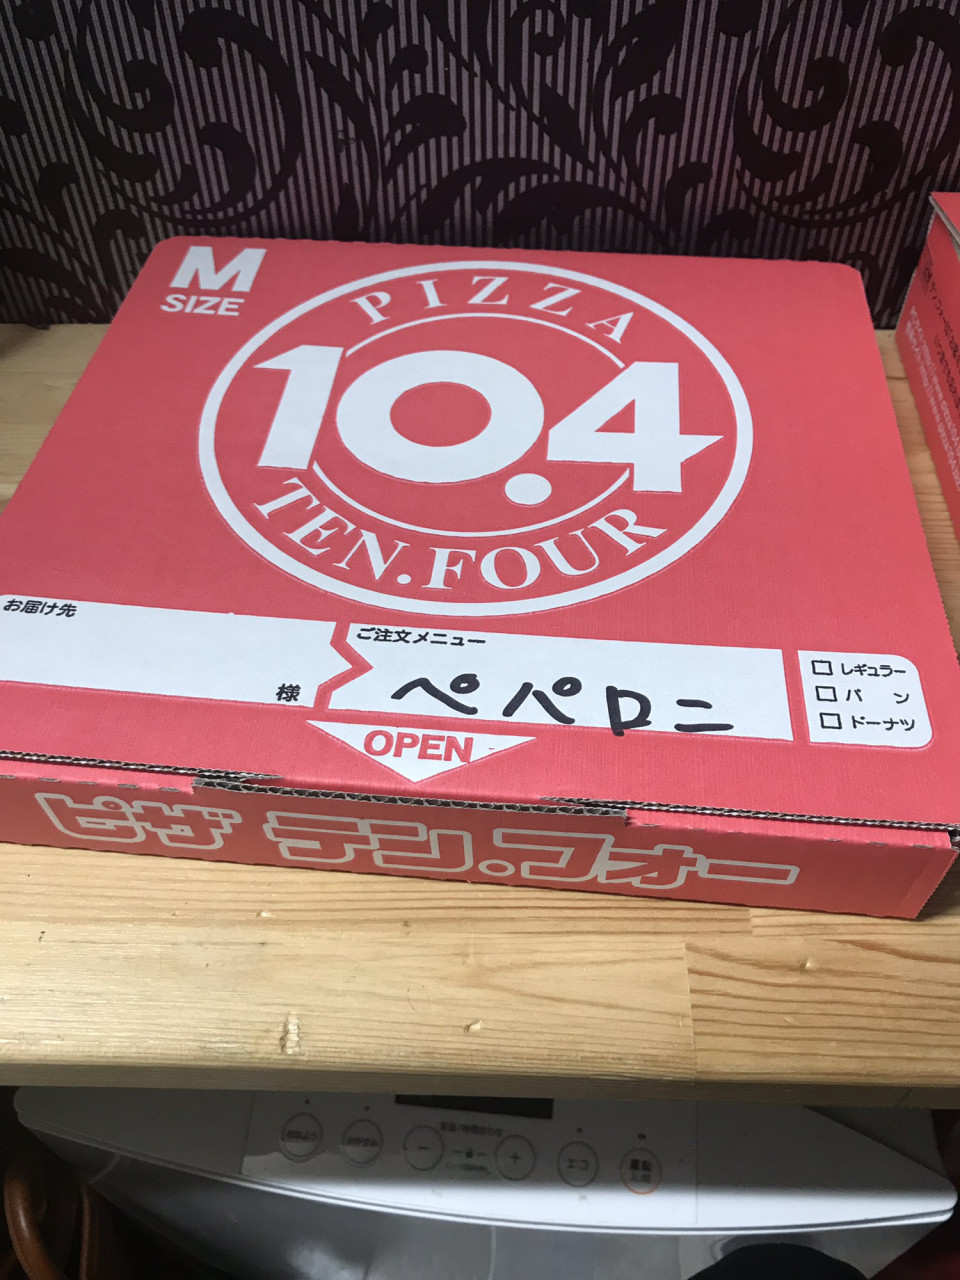 M
SIZE
PIZZA
10.4
TEN.FOUR
お届け先
様
ご注文メニュー
ペパロニ
レギュラー
パン
ドーナツ
OPEN
ピザ テン.フォー
－
＋
エコ